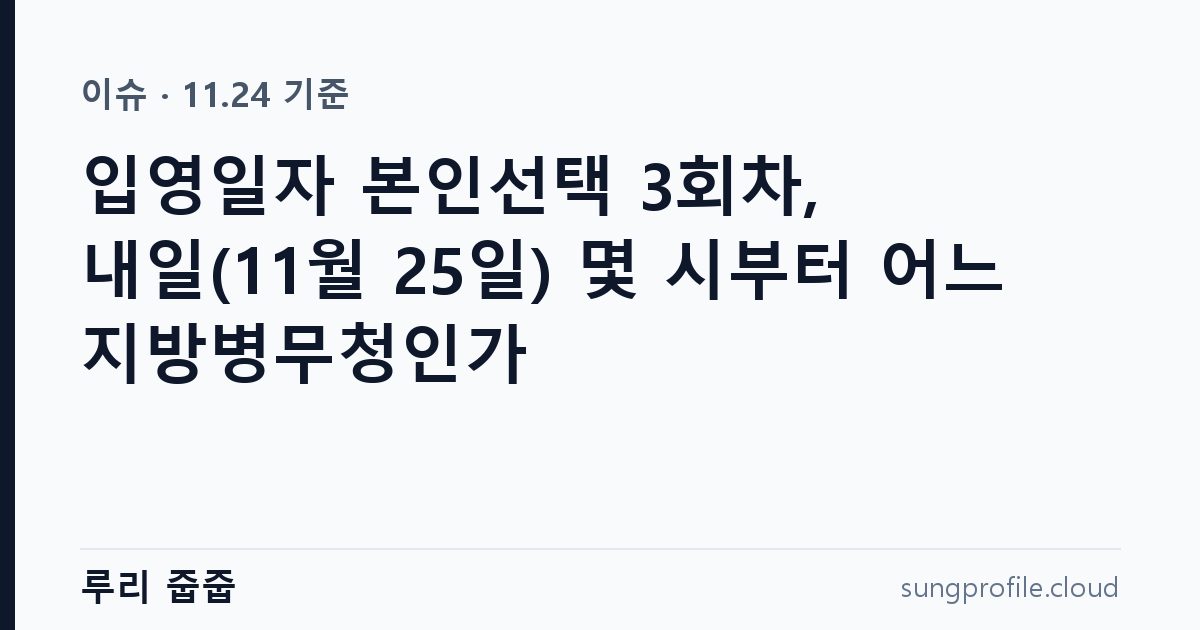 이슈 · 11.24 기준
입영일자 본인선택 3회차,
내일(11월 25일) 몇 시부터 어느
지방병무청인가
루리 줍줍
sungprofile.cloud